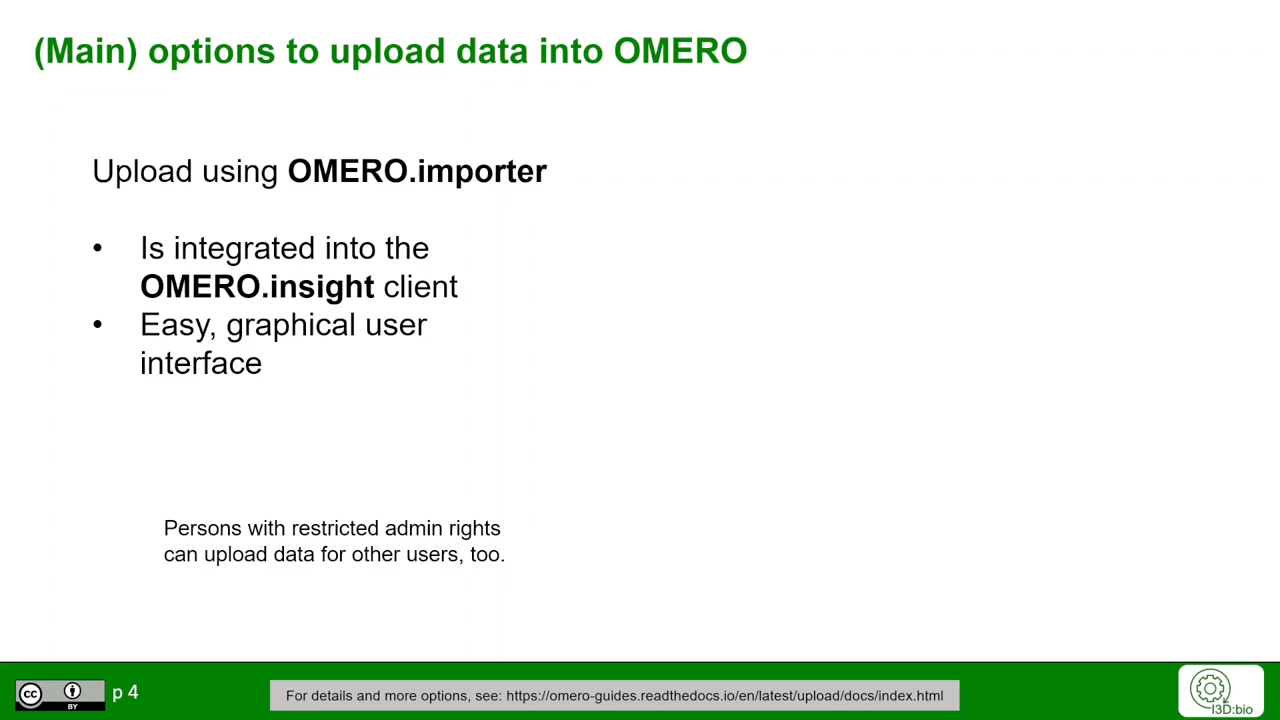 (Main) options to upload data into OMERO
Upload using OMERO.importer
• Is integrated into the
OMERO.insight client
• Easy, graphical user
interface
Persons with restricted admin rights
can upload data for other users, too.
cc BY
p 4
For details and more options, see: https://omero-guides.readthedocs.io/en/latest/upload/docs/index.html
I3D:bio